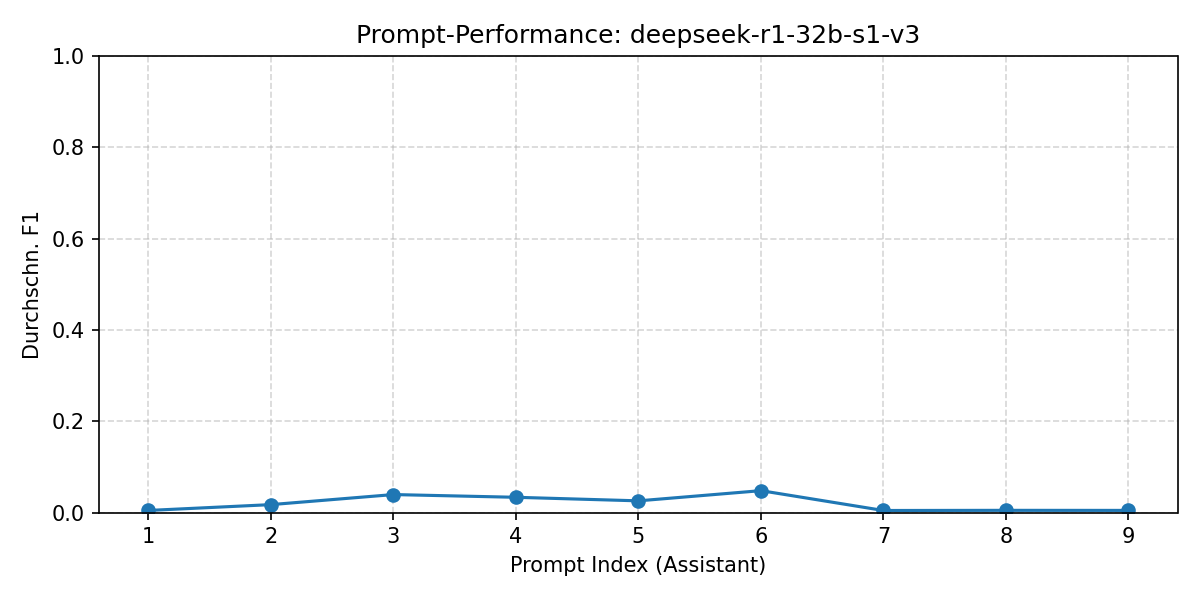 Prompt-Performance: deepseek-r1-32b-s1-v3
1.0
0.8
0.6
0.4
0.2
0.0
Durchschn. F1
1 2 3 4 5 6 7 8 9
Prompt Index (Assistant)